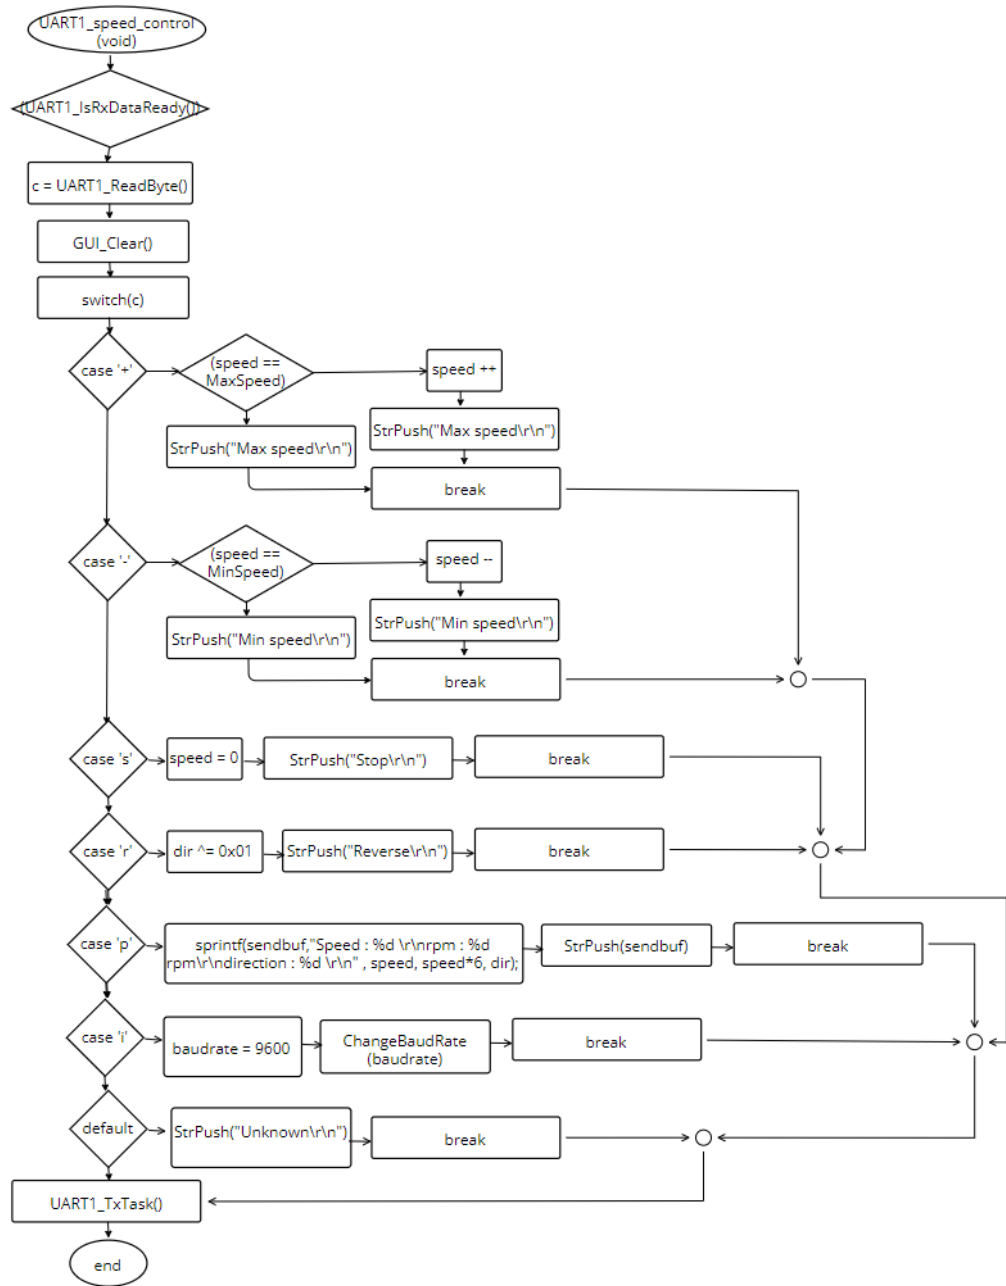 UART1_speed_control
(void)
(UART1_IsRxDataReady())
c = UART1_ReadByte()
GUI_Clear()
switch(c)
case '+'
(speed ==
MaxSpeed)
speed ++
StrPush("Max speed\r\n")
StrPush("Max speed\r\n")
break
case '-'
(speed ==
MinSpeed)
speed --
StrPush("Min speed\r\n")
StrPush("Min speed\r\n")
break
case 's'
speed = 0
StrPush("Stop\r\n")
break
case 'r'
dir ^= 0x01
StrPush("Reverse\r\n")
break
case 'p'
sprintf(sendbuf,"Speed : %d \r\nrpm : %d
rpm\r\ndirection : %d \r\n" , speed, speed*6, dir);
StrPush(sendbuf)
break
case 'i'
baudrate = 9600
ChangeBaudRate
(baudrate)
break
default
StrPush("Unknown\r\n")
break
UART1_TxTask()
end